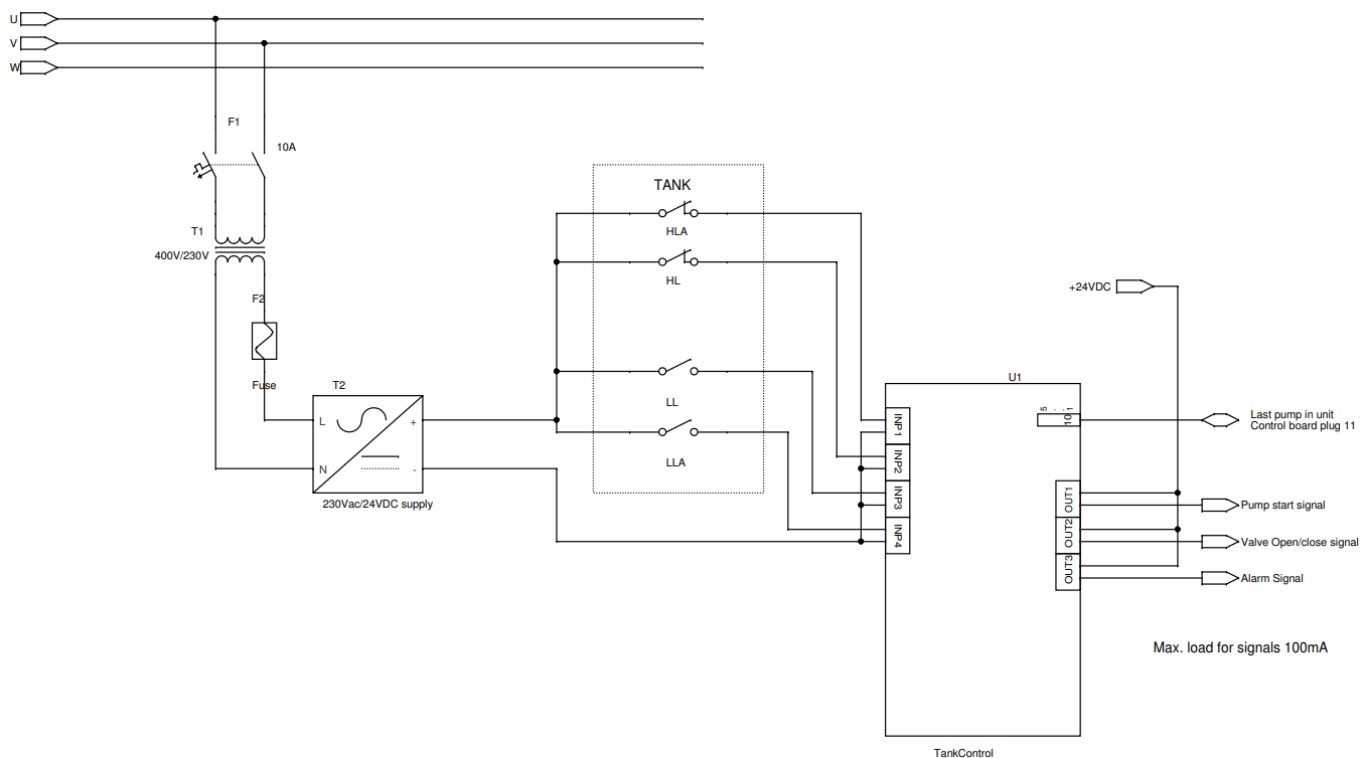 U
V
W
F1
10A
T1
400V/230V
F2
Fuse
T2
L
N
+
-
230Vac/24VDC supply
TANK
HLA
HL
LL
LLA
+24VDC
U1
INP1
INP2
INP3
INP4
5 . . 1
10
OUT1
OUT2
OUT3
Last pump in unit
Control board plug 11
Pump start signal
Valve Open/close signal
Alarm Signal
Max. load for signals 100mA
TankControl